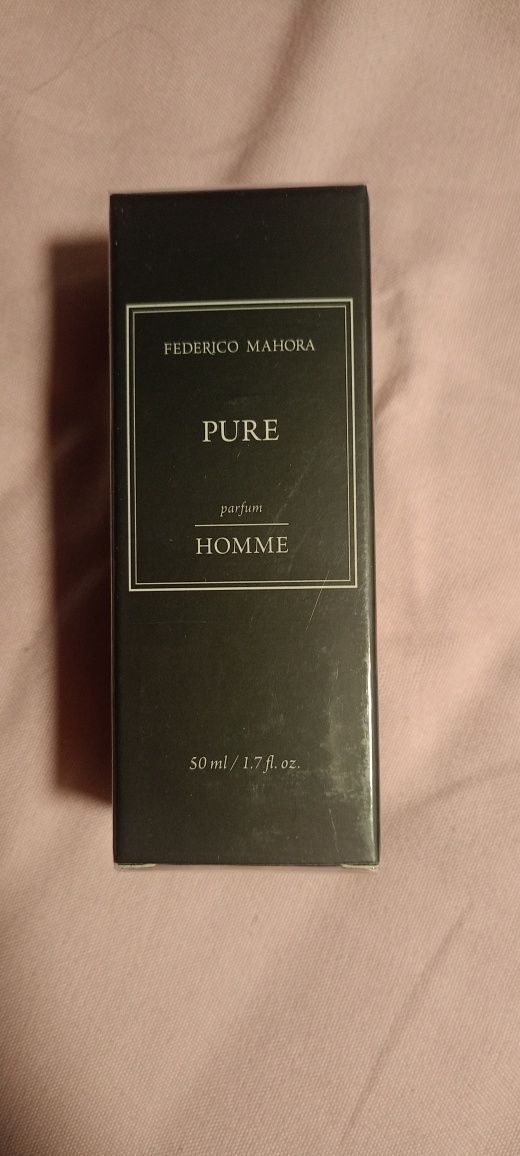 FEDERICO MAHORA
PURE
parfum
HOMME
50 ml / 1.7 fl. oz.